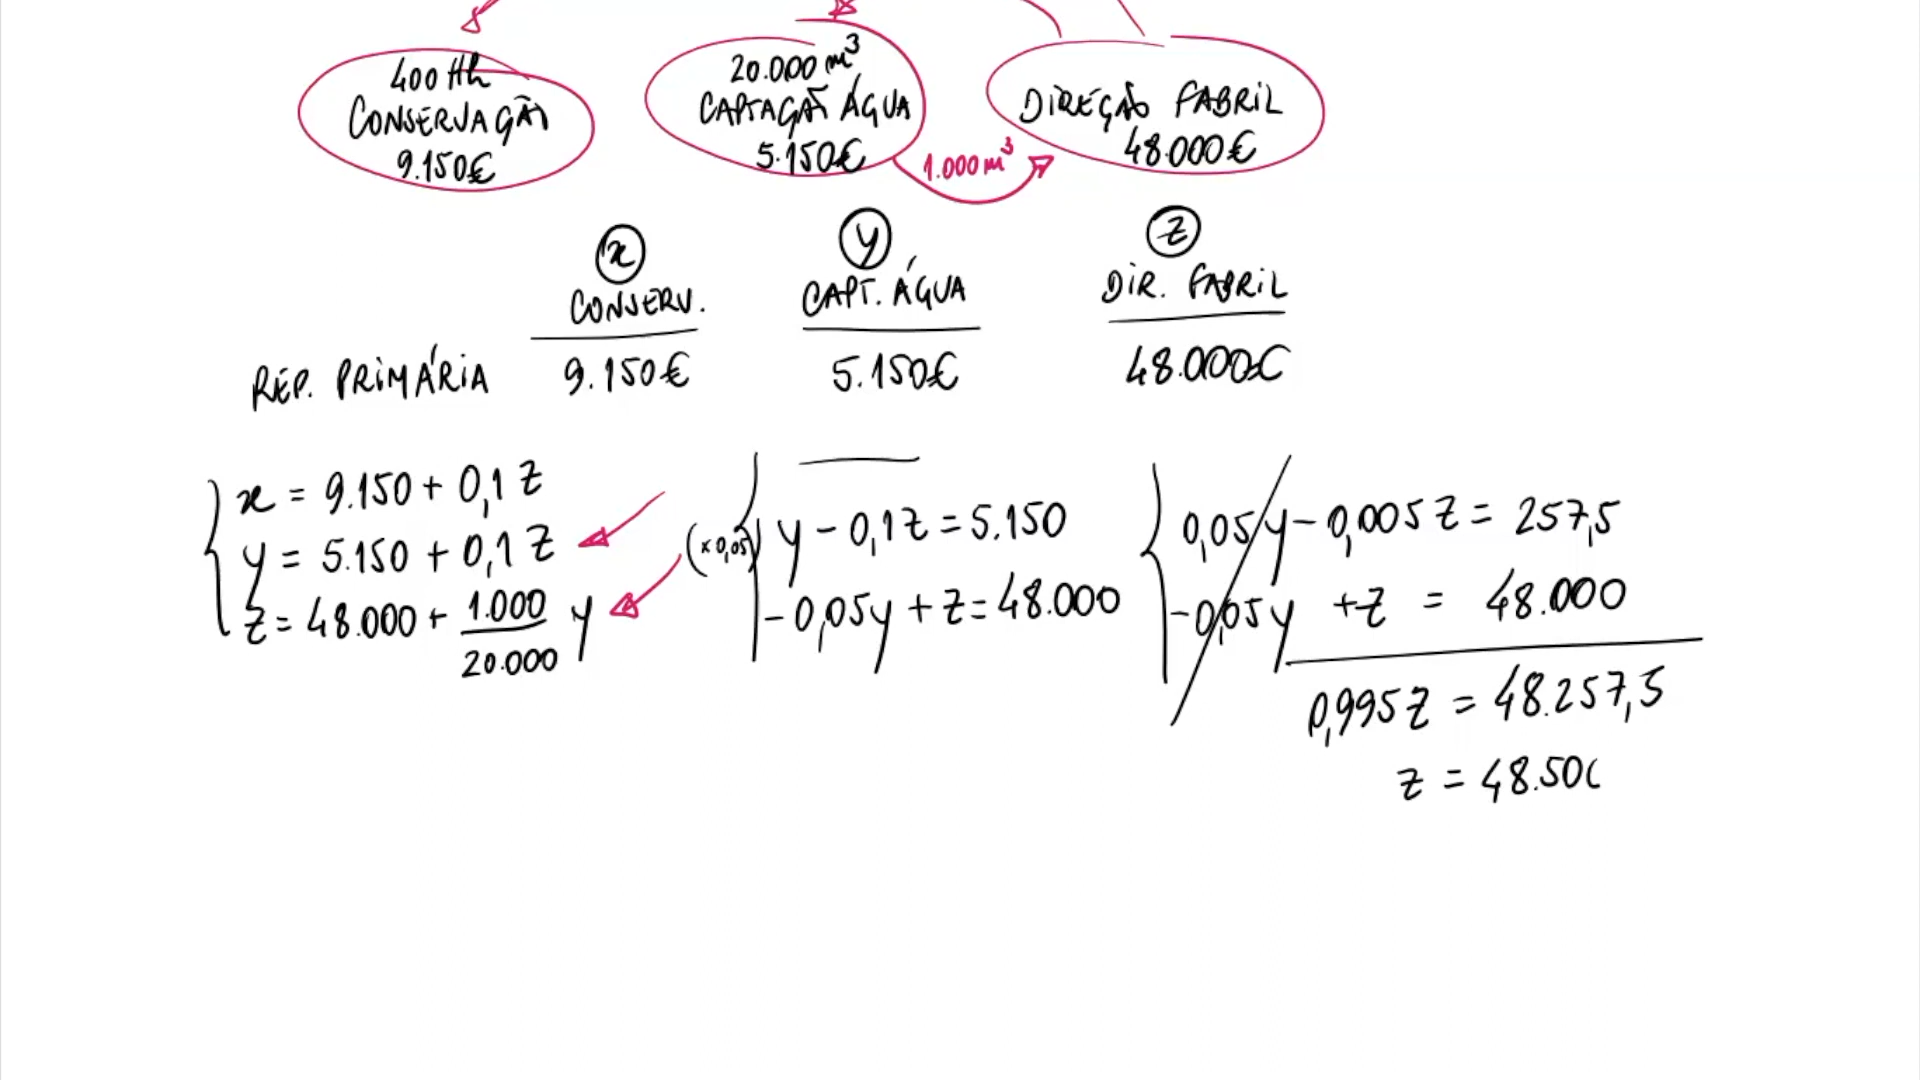 400 Hh
CONSERVAÇÃO
9.150€
20.000 m³
CAPTAÇÃO ÁGUA
5.150€
1.000 m³
DIREÇÃO FABRIL
48.000€
x
CONSERV.
y
CAPT. ÁGUA
z
DIR. FABRIL
REP. PRIMÁRIA 9.150€ 5.150€ 48.000€
x = 9.150 + 0,1 z
y = 5.150 + 0,1 z
z = 48.000 + 1.000/20.000 y
(x0,05) y - 0,1z = 5.150
- 0,05y + z = 48.000
0,05y - 0,005z = 257,5
-0,05y + z = 48.000
0,995z = 48.257,5
z = 48.50(